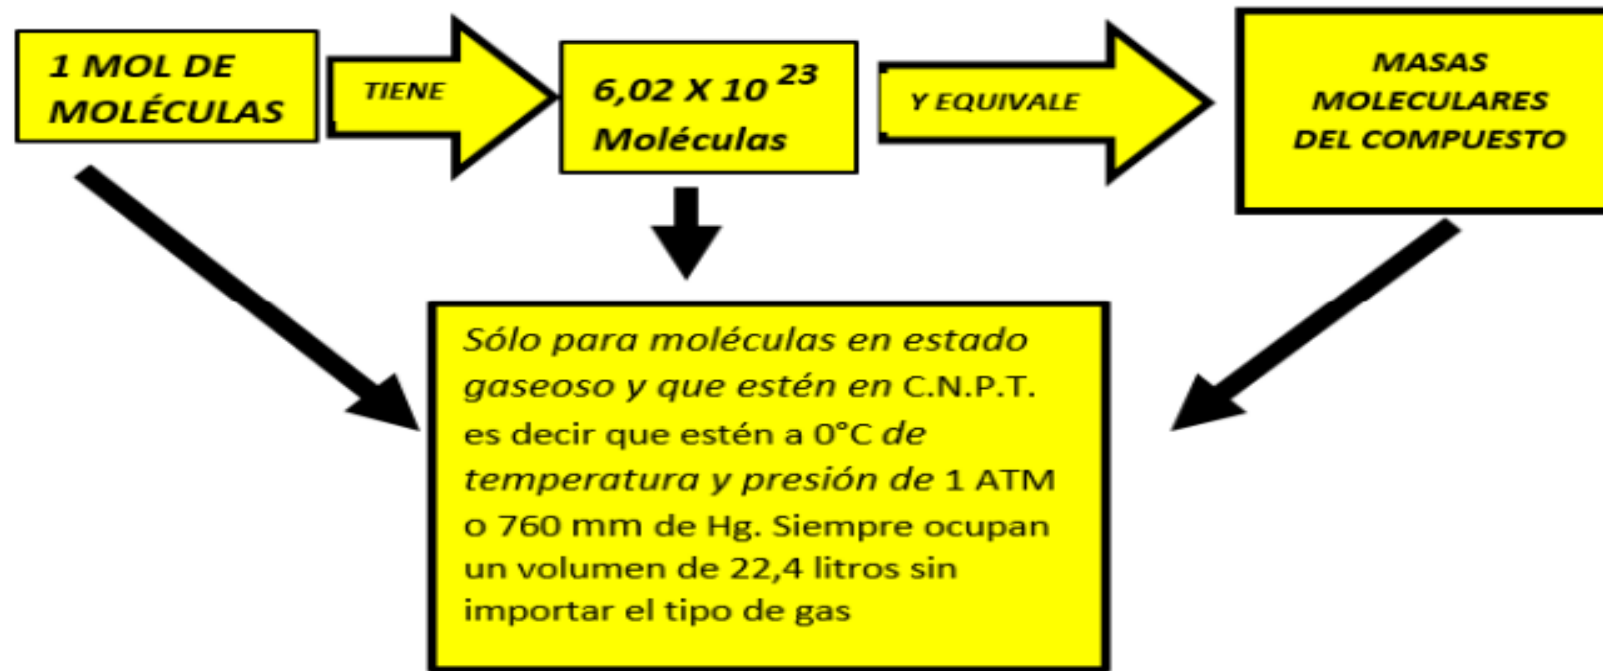 1 MOL DE
MOLÉCULAS
TIENE
6,02 X 10 23
Moléculas
Y EQUIVALE
MASAS
MOLECULARES
DEL COMPUESTO
Sólo para moléculas en estado
gaseoso y que estén en C.N.P.T.
es decir que estén a 0°C de
temperatura y presión de 1 ATM
o 760 mm de Hg. Siempre ocupan
un volumen de 22,4 litros sin
importar el tipo de gas